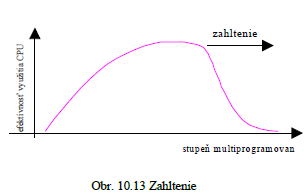 zahltenie
efektívnosť využitia CPU
stupeň multiprogramovan
Obr. 10.13 Zahltenie